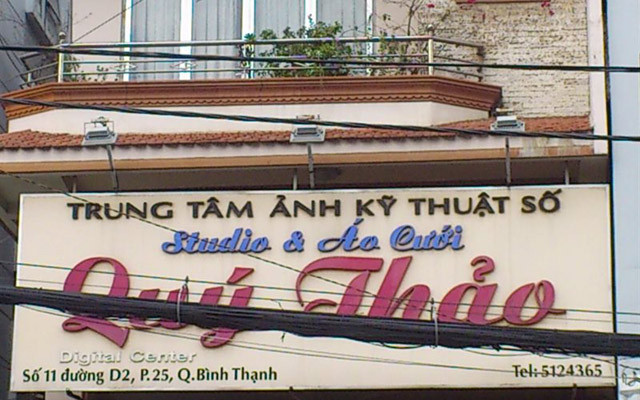 TRUNG TÂM ẢNH KỸ THUẬT SỐ
Studio & Áo Cưới
Quý Thảo
Digital Center
Số 11 đường D2, P.25, Q.Bình Thạnh
Tel: 5124365